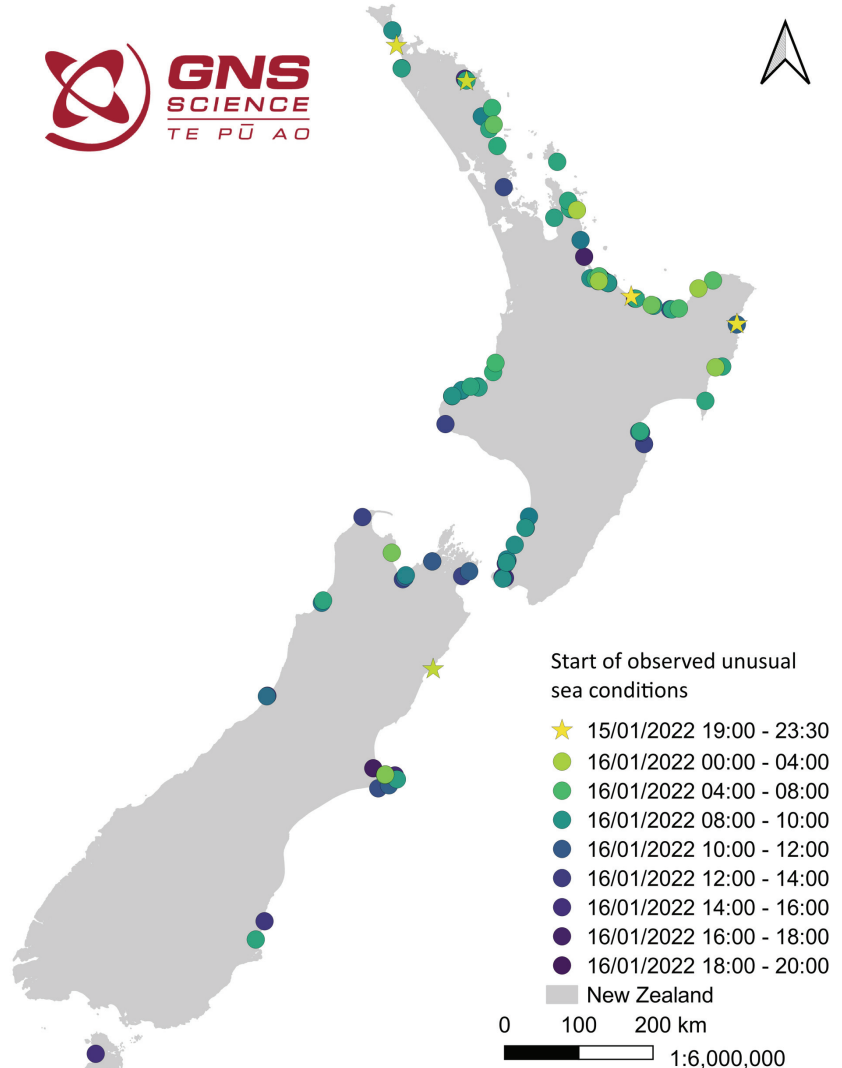 GNS
SCIENCE
TE PŪ AO
Start of observed unusual
sea conditions
15/01/2022 19:00 - 23:30
16/01/2022 00:00 - 04:00
16/01/2022 04:00 - 08:00
16/01/2022 08:00 - 10:00
16/01/2022 10:00 - 12:00
16/01/2022 12:00 - 14:00
16/01/2022 14:00 - 16:00
16/01/2022 16:00 - 18:00
16/01/2022 18:00 - 20:00
New Zealand
0 100 200 km
1:6,000,000